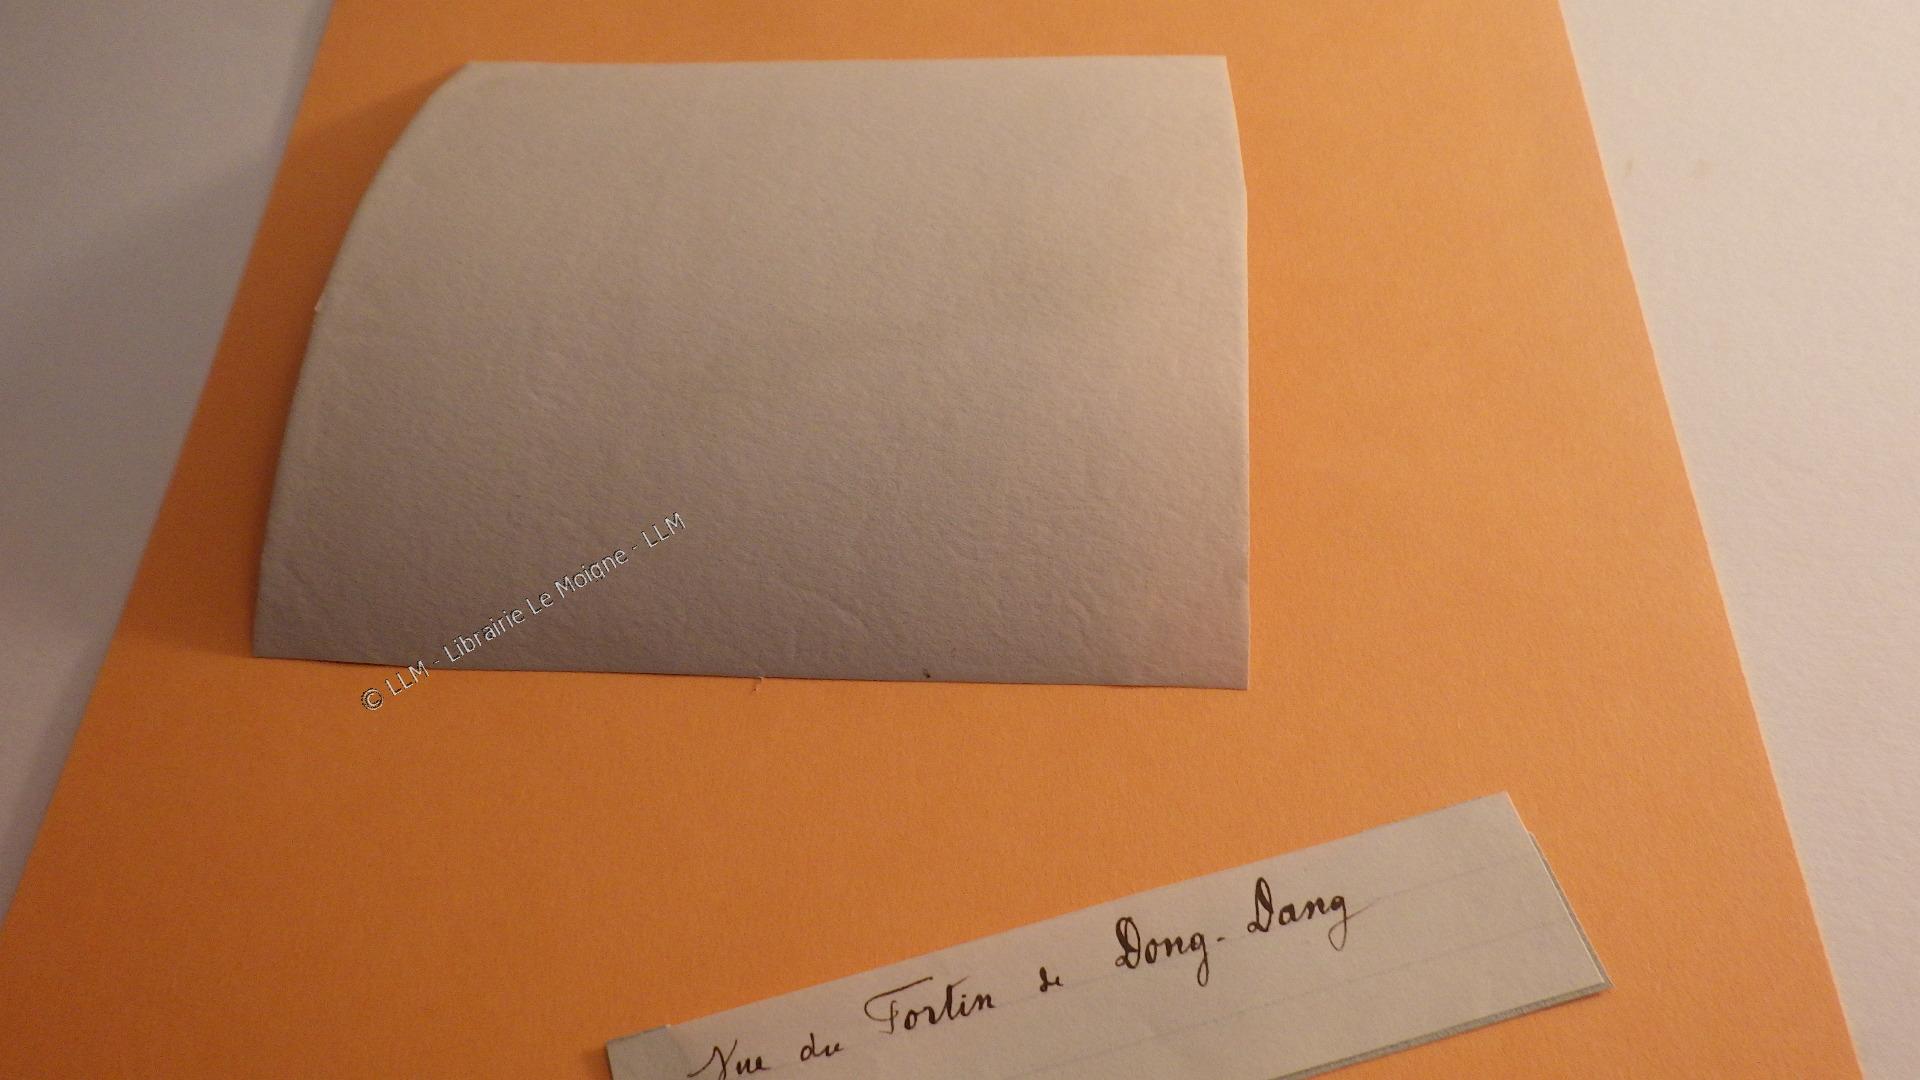 © LLM - Librairie Le Moigne - LLM
Vue du Fortin de Dong-Dang